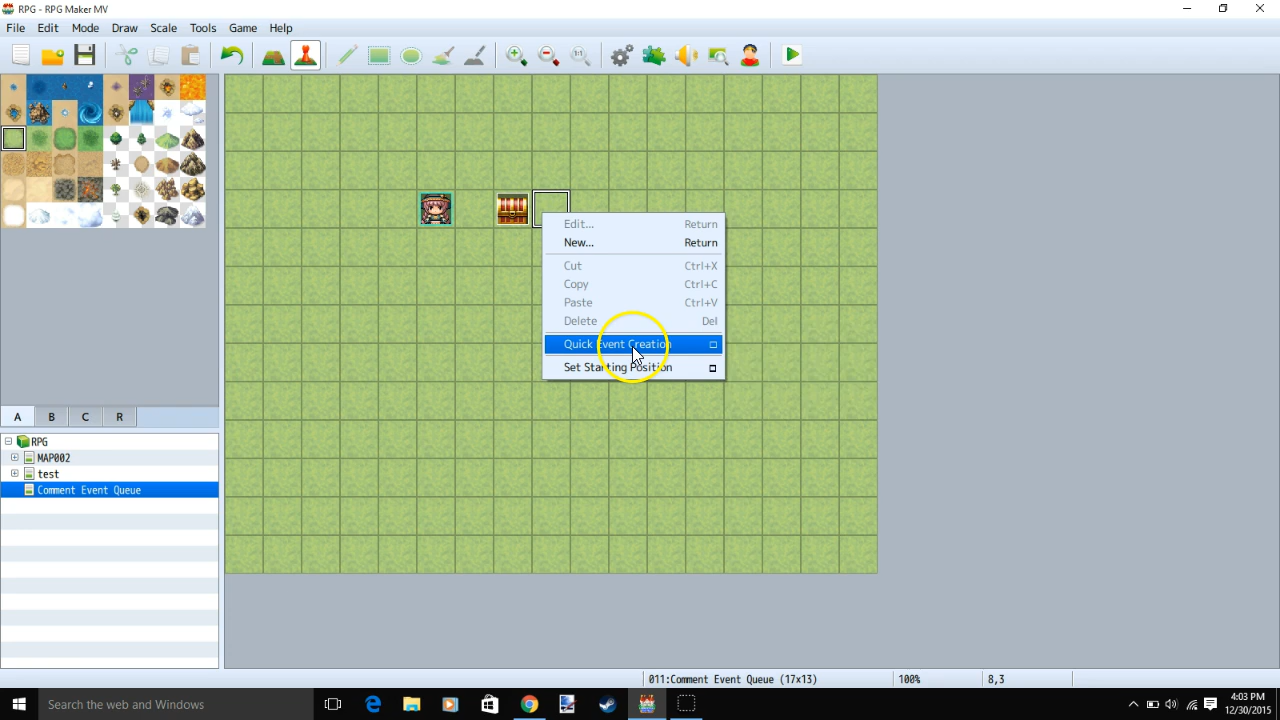 RPG - RPG Maker MV
File Edit Mode Draw Scale Tools Game Help
1:1
Edit... Return
New... Return
Cut Ctrl+X
Copy Ctrl+C
Paste Ctrl+V
Delete Del
Quick Event Creation
Set Starting Position
A B C R
RPG
MAP002
test
Comment Event Queue
011:Comment Event Queue (17x13) 100% 8,3
Search the web and Windows
4:03 PM
12/30/2015